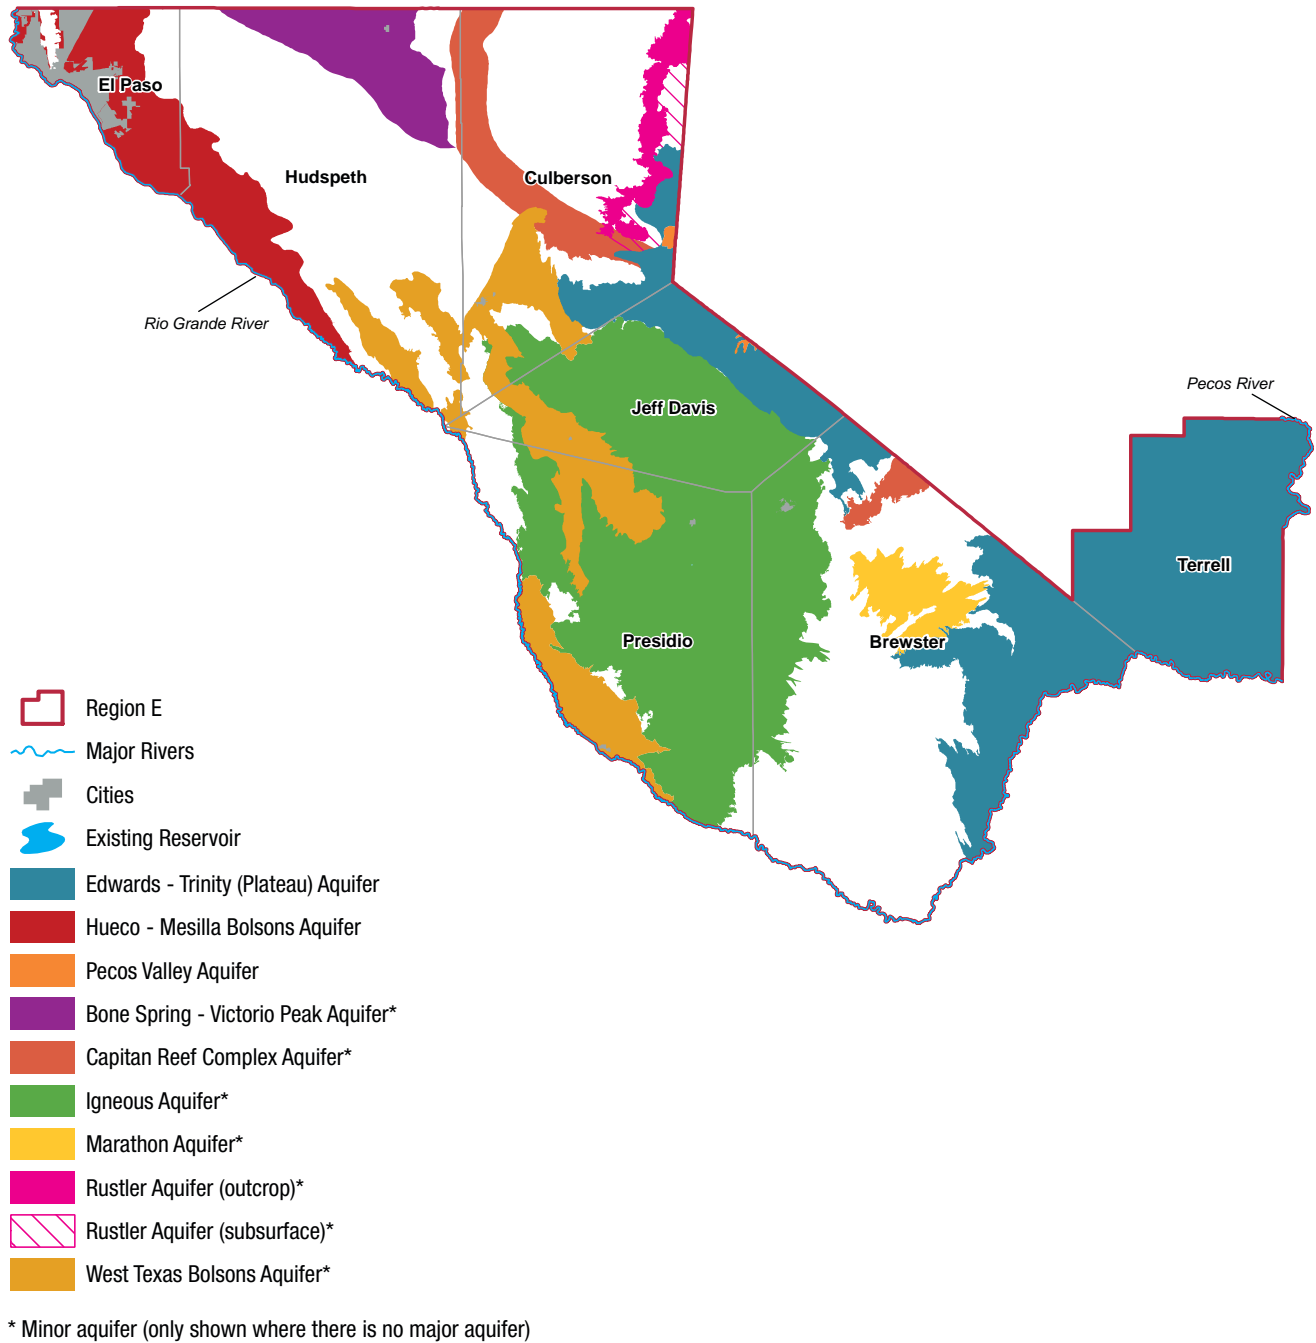 El Paso
Hudspeth
Culberson
Rio Grande River
Jeff Davis
Pecos River
Terrell
Presidio
Brewster
Region E
Major Rivers
Cities
Existing Reservoir
Edwards - Trinity (Plateau) Aquifer
Hueco - Mesilla Bolsons Aquifer
Pecos Valley Aquifer
Bone Spring - Victorio Peak Aquifer*
Capitan Reef Complex Aquifer*
Igneous Aquifer*
Marathon Aquifer*
Rustler Aquifer (outcrop)*
Rustler Aquifer (subsurface)*
West Texas Bolsons Aquifer*
* Minor aquifer (only shown where there is no major aquifer)